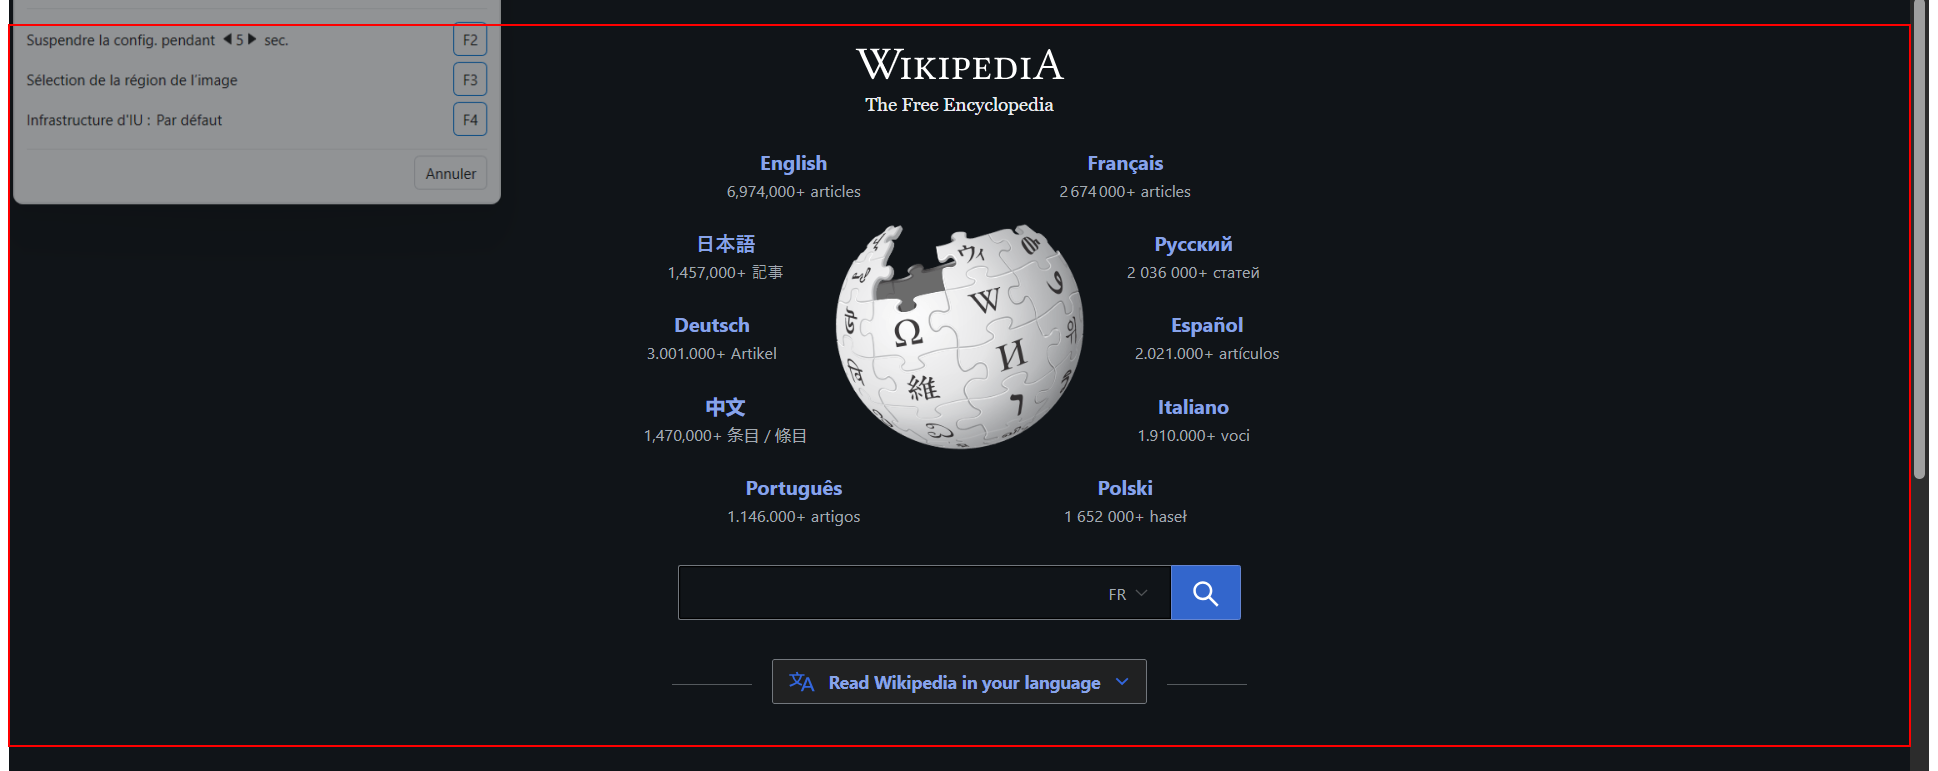 Suspendre la config. pendant ◀ 5 ▶ sec. F2
Sélection de la région de l'image F3
Infrastructure d'IU : Par défaut F4
Annuler
WIKIPEDIA
The Free Encyclopedia
English
6,974,000+ articles
Français
2 674 000+ articles
日本語
1,457,000+ 記事
Русский
2 036 000+ статей
Deutsch
3.001.000+ Artikel
Español
2.021.000+ artículos
中文
1,470,000+ 条目 / 條目
Italiano
1.910.000+ voci
Português
1.146.000+ artigos
Polski
1 652 000+ haseł
ウィ
W
Ω
И
維
FR
Read Wikipedia in your language